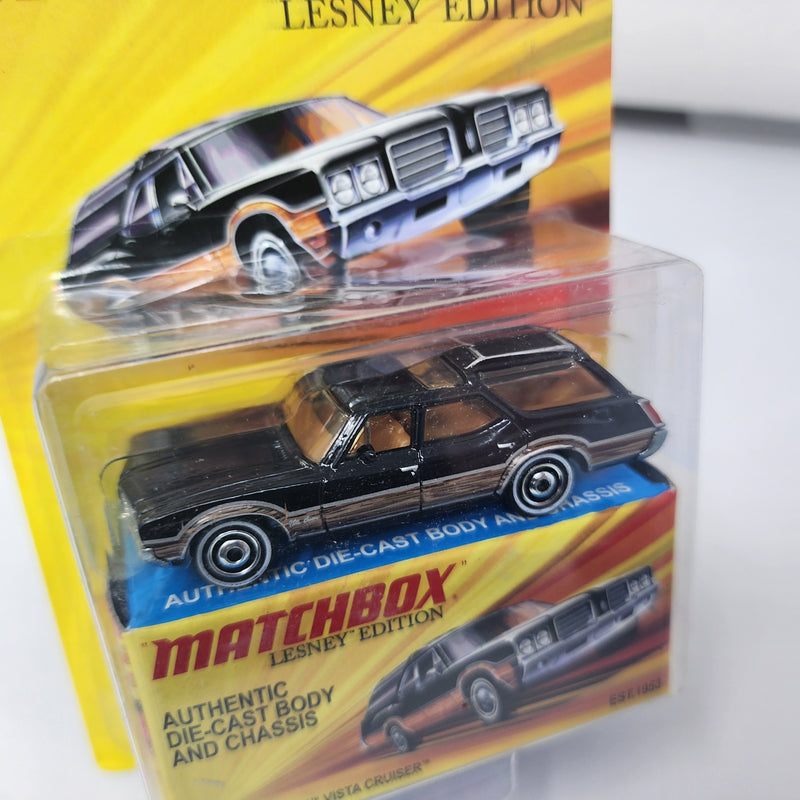 LESNEY EDITION
AUTHENTIC DIE-CAST BODY AND CHASSIS
"MATCHBOX"
LESNEY EDITION
AUTHENTIC
DIE-CAST BODY
AND CHASSIS
EST.1953
VISTA CRUISER™